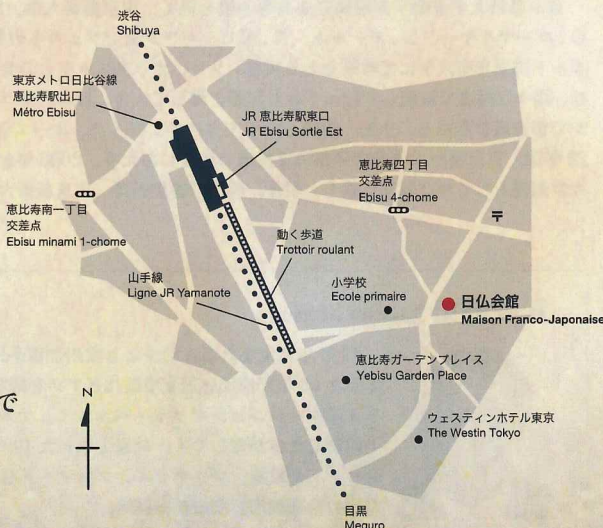 渋谷
Shibuya
東京メトロ日比谷線
恵比寿駅出口
Métro Ebisu
JR 恵比寿駅東口
JR Ebisu Sortie Est
恵比寿四丁目
交差点
Ebisu 4-chome
〒
恵比寿南一丁目
交差点
Ebisu minami 1-chome
動く歩道
Trottoir roulant
山手線
Ligne JR Yamanote
小学校
Ecole primaire
日仏会館
Maison Franco-Japonaise
恵比寿ガーデンプレイス
Yebisu Garden Place
で
N
ウェスティンホテル東京
The Westin Tokyo
目黒
Meguro